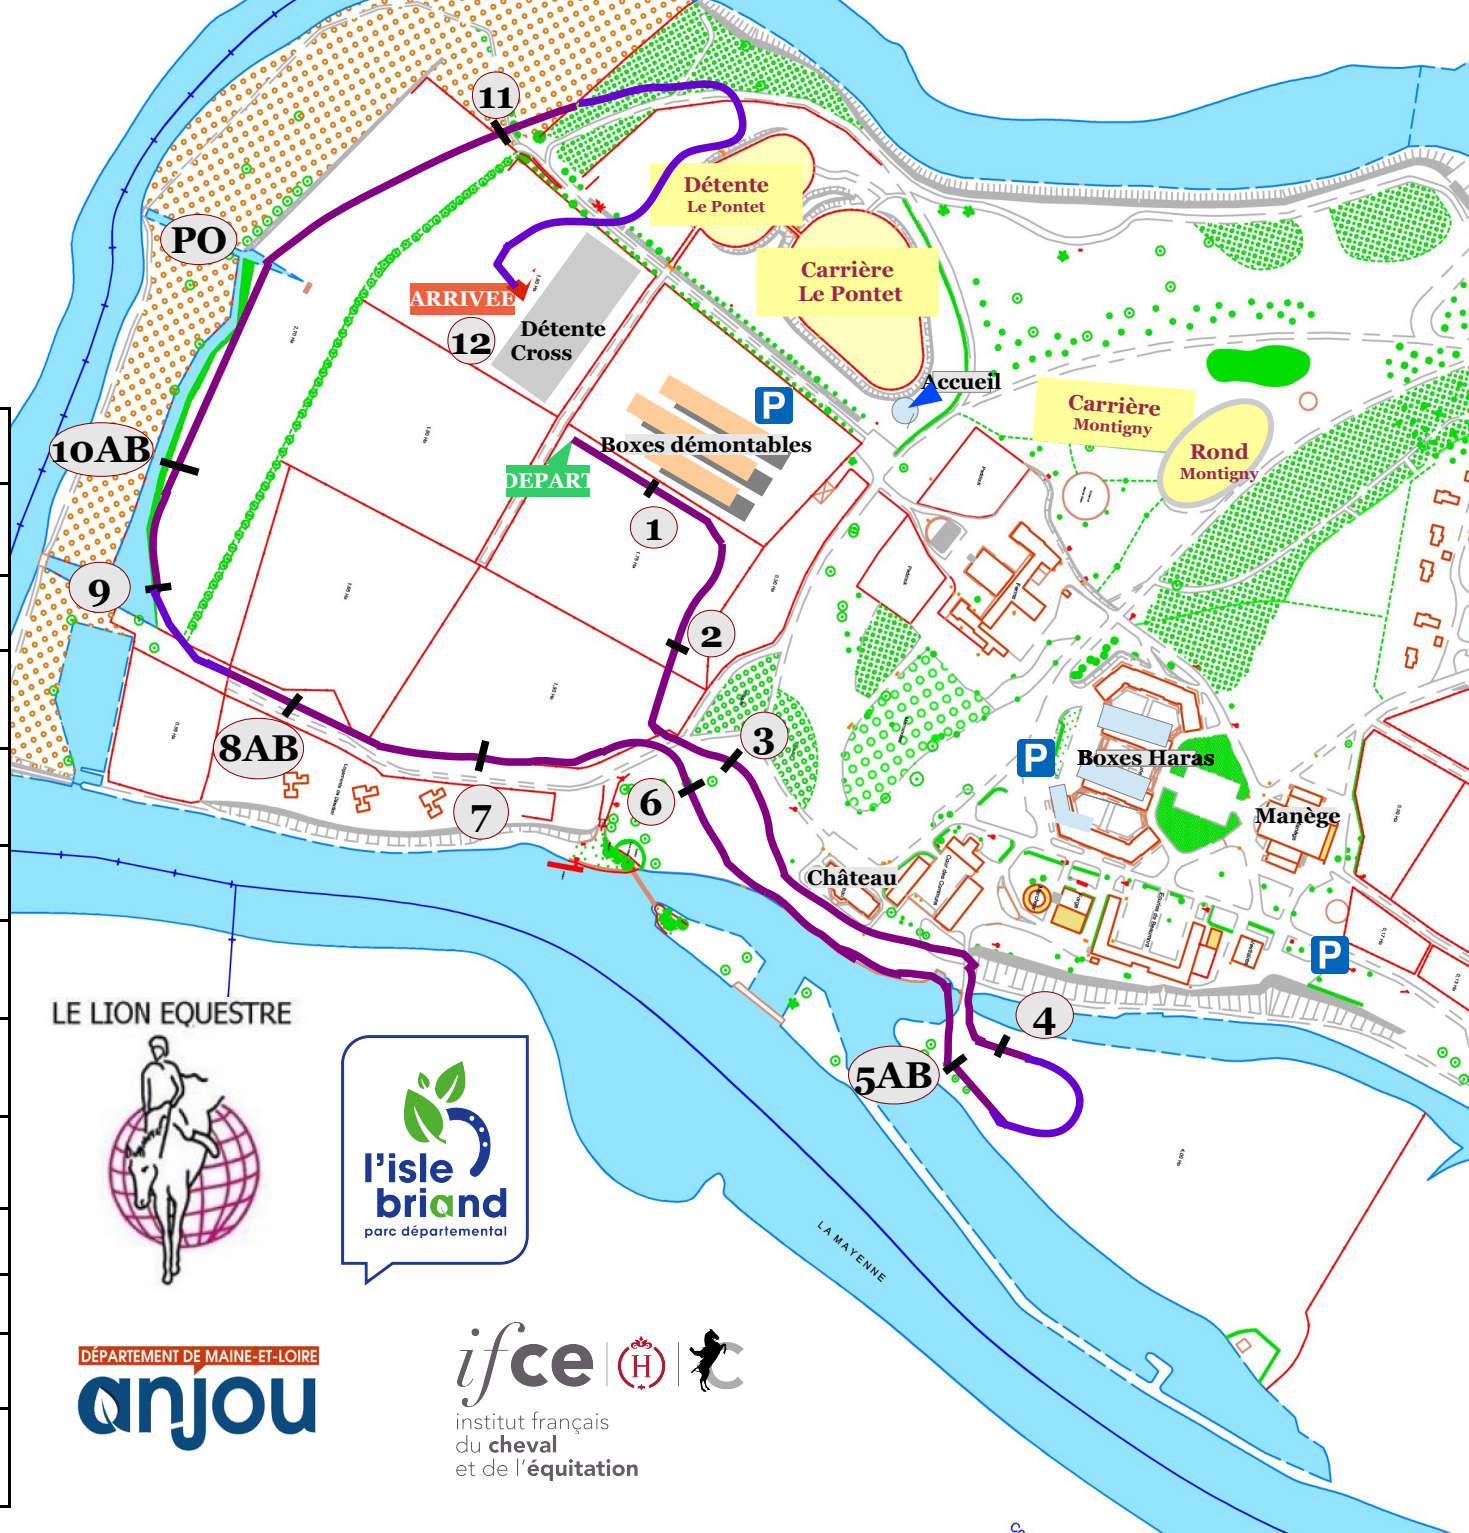 11
Détente
Le Pontet
PO
Carrière
Le Pontet
ARRIVEE
12
Détente
Cross
Accueil
P
Carrière
Montigny
Boxes démontables
10AB
Rond
Montigny
DEPART
1
9
2
8AB
3
P
Boxes Haras
6
7
Manège
Château
P
4
5AB
LE LION EQUESTRE
l'isle
briand
parc départemental
LA MAYENNE
DÉPARTEMENT DE MAINE-ET-LOIRE
anjou
ifce
H
institut français
du cheval
et de l'équitation